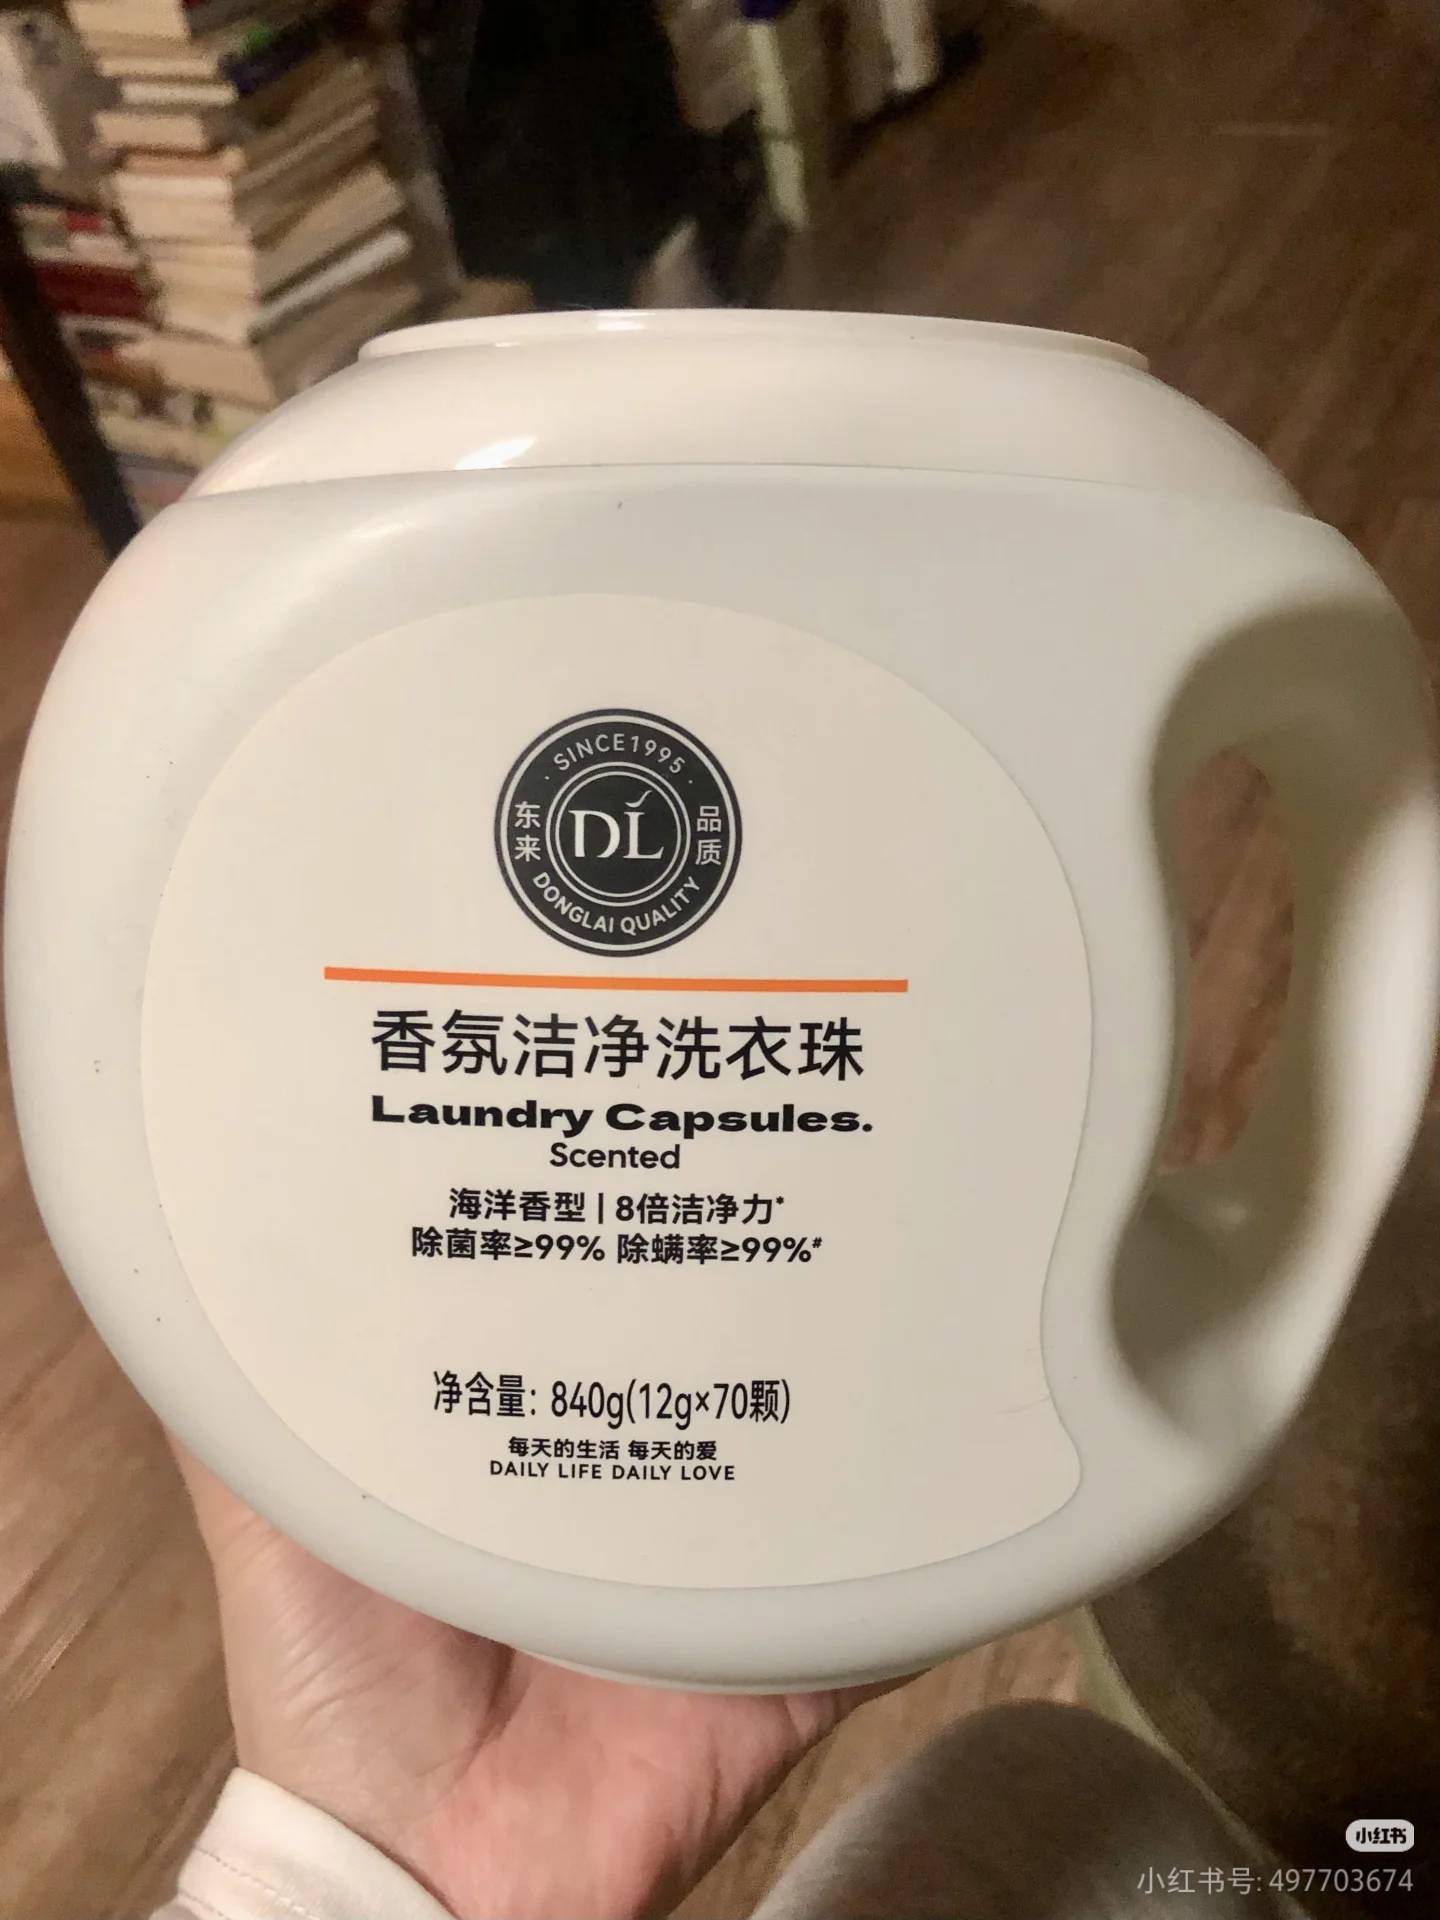 SINCE1995
东来
品质
DL
DONGLAI QUALITY
香氛洁净洗衣珠
Laundry Capsules.
Scented
海洋香型 | 8倍洁净力*
除菌率≥99% 除螨率≥99%#
净含量: 840g(12g×70颗)
每天的生活 每天的爱
DAILY LIFE DAILY LOVE
小红书
小红书号: 497703674